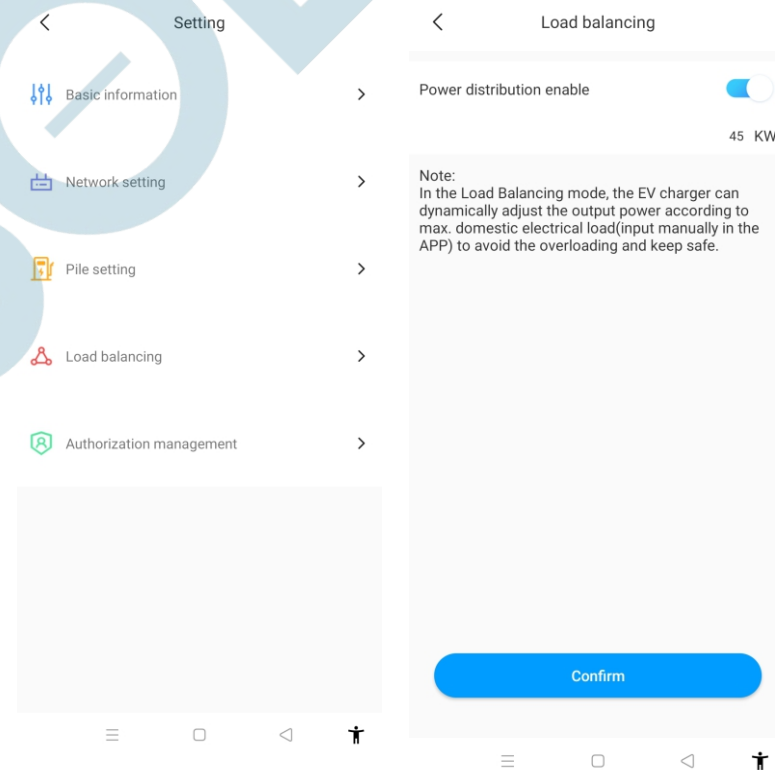 Setting
Basic information
Network setting
Pile setting
Load balancing
Authorization management
Load balancing
Power distribution enable
45 KW
Note:
In the Load Balancing mode, the EV charger can
dynamically adjust the output power according to
max. domestic electrical load(input manually in the
APP) to avoid the overloading and keep safe.
Confirm